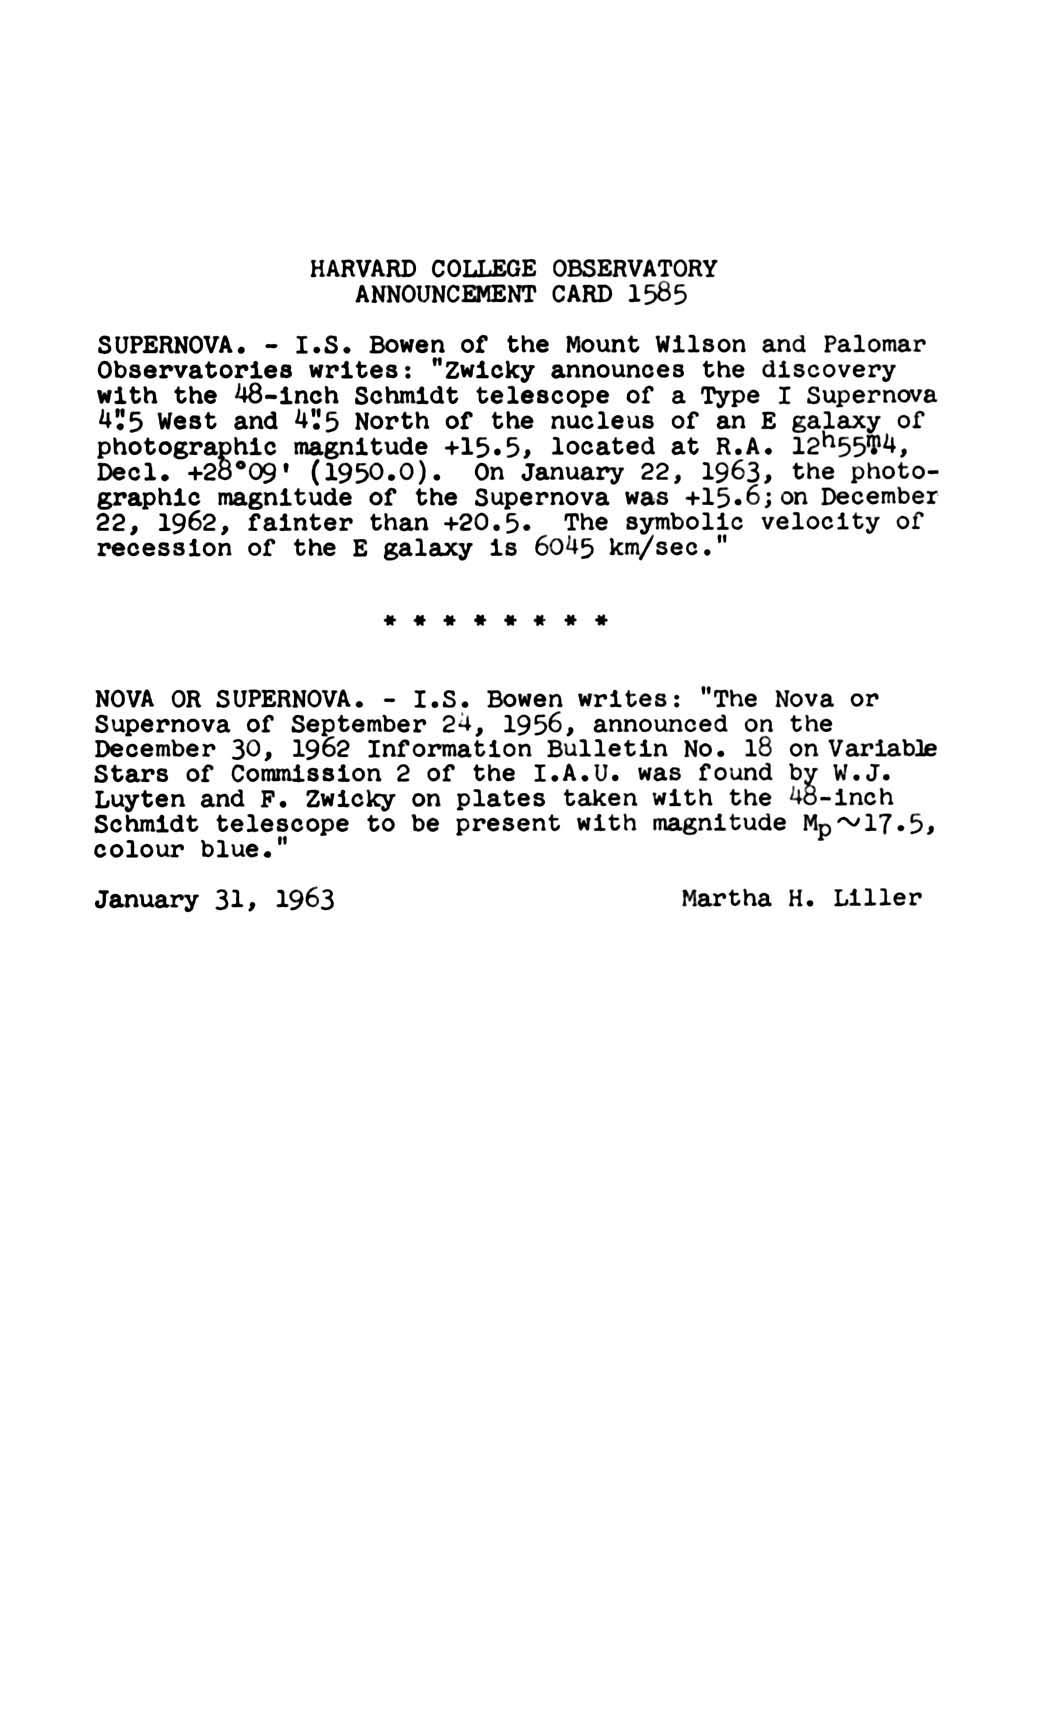 HARVARD COLLEGE OBSERVATORY
ANNOUNCEMENT CARD 1585
SUPERNOVA. - I.S. Bowen of the Mount Wilson and Palomar
Observatories writes: "Zwicky announces the discovery
with the 48-inch Schmidt telescope of a Type I Supernova
4".5 West and 4".5 North of the nucleus of an E galaxy of
photographic magnitude +15.5, located at R.A. 12ʰ55ᵐ.4,
Decl. +28°09' (1950.0). On January 22, 1963, the photo-
graphic magnitude of the Supernova was +15.6; on December
22, 1962, fainter than +20.5. The symbolic velocity of
recession of the E galaxy is 6045 km/sec."
* * * * * * * *
NOVA OR SUPERNOVA. - I.S. Bowen writes: "The Nova or
Supernova of September 24, 1956, announced on the
December 30, 1962 Information Bulletin No. 18 on Variable
Stars of Commission 2 of the I.A.U. was found by W.J.
Luyten and F. Zwicky on plates taken with the 48-inch
Schmidt telescope to be present with magnitude Mp~17.5,
colour blue."
January 31, 1963 Martha H. Liller